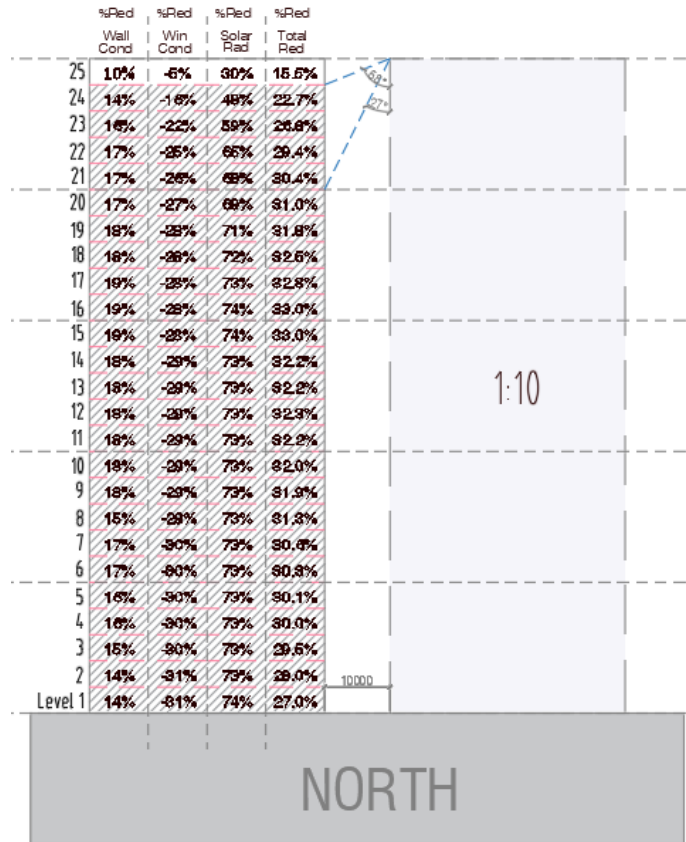 %Red %Red %Red %Red
Wall Cond Win Cond Solar Rad Total Red
25 10% -6% 30% 15.5%
24 14% -16% 49% 22.7%
23 16% -22% 59% 26.8%
22 17% -25% 65% 29.4%
21 17% -26% 68% 30.4%
20 17% -27% 69% 31.0%
19 18% -28% 71% 31.8%
18 18% -28% 72% 32.5%
17 19% -28% 73% 32.8%
16 19% -28% 74% 33.0%
15 19% -28% 74% 33.0%
14 18% -29% 73% 32.2%
13 18% -29% 73% 32.2%
12 18% -29% 73% 32.3%
11 18% -29% 73% 32.2%
10 18% -29% 73% 32.0%
9 18% -29% 73% 31.9%
8 15% -29% 73% 31.3%
7 17% -30% 73% 30.6%
6 17% -30% 73% 30.3%
5 16% -30% 73% 30.1%
4 16% -30% 73% 30.0%
3 15% -30% 73% 29.5%
2 14% -31% 73% 29.0%
Level 1 14% -31% 74% 27.0%
27°
1:10
10000
NORTH